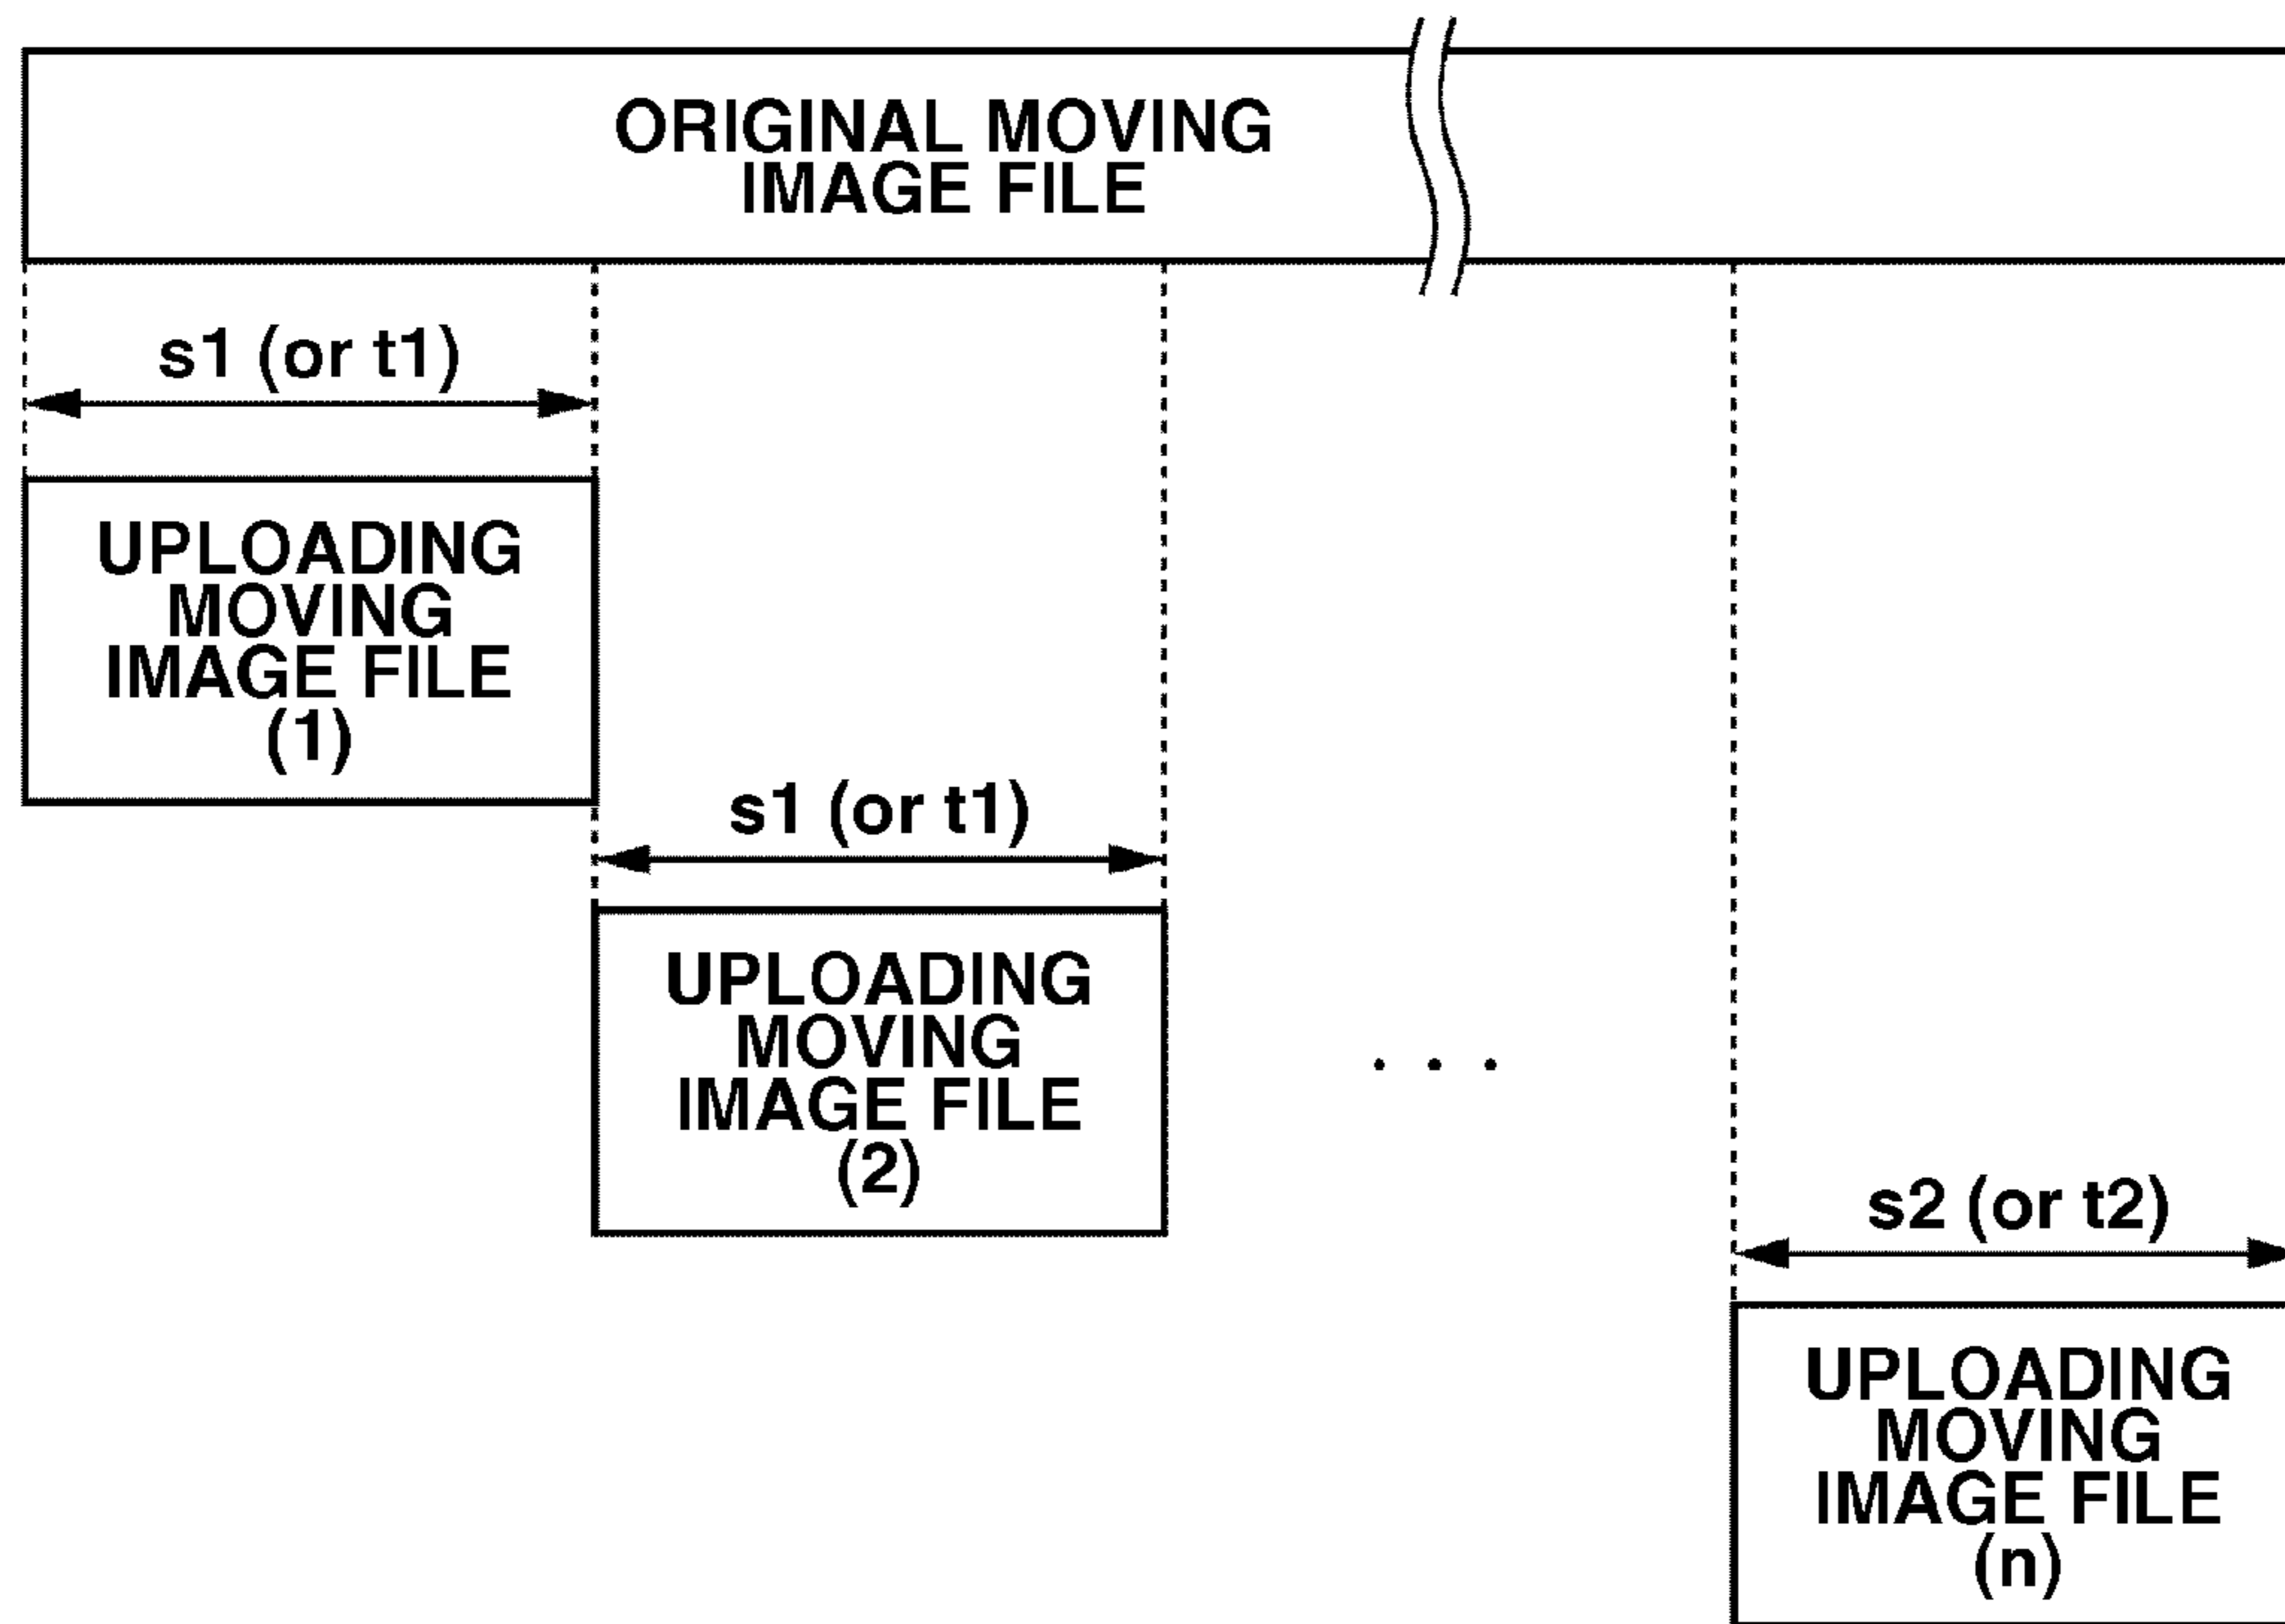 ORIGINAL MOVING
IMAGE FILE
s1 (or t1)
UPLOADING
MOVING
IMAGE FILE
(1)
s1 (or t1)
UPLOADING
MOVING
IMAGE FILE
(2)
. . .
s2 (or t2)
UPLOADING
MOVING
IMAGE FILE
(n)